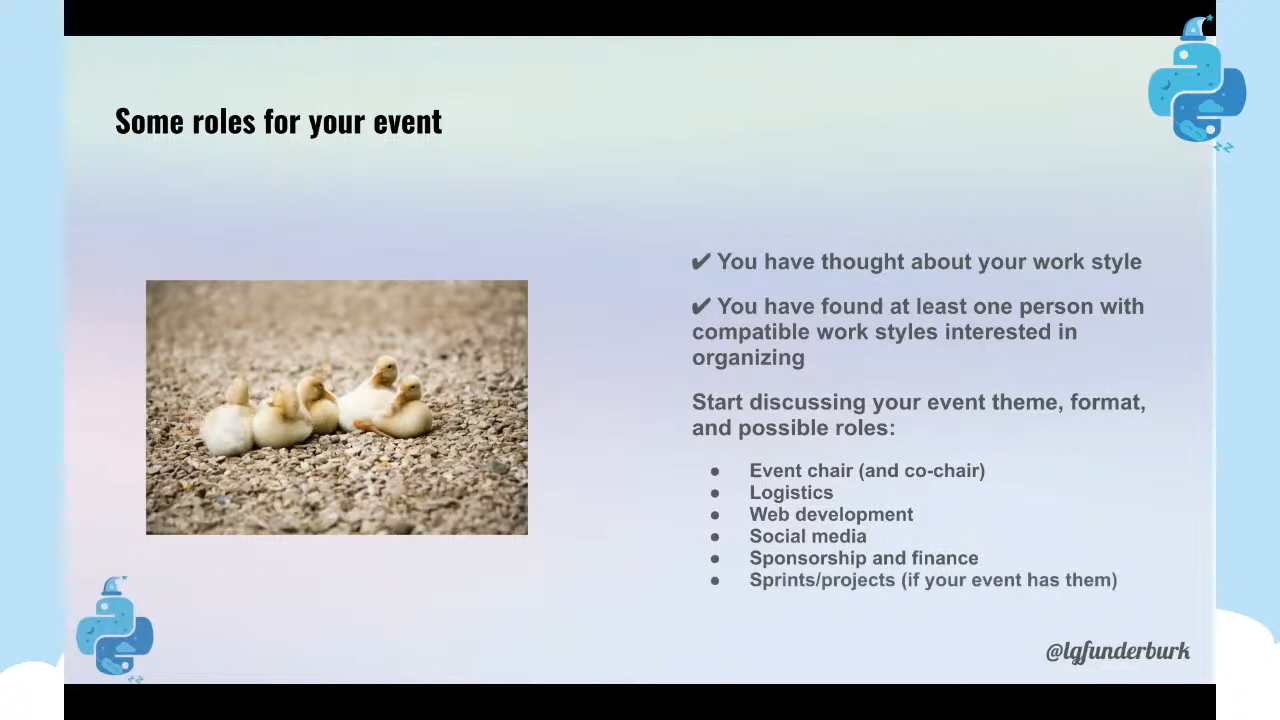 Some roles for your event
✔ You have thought about your work style
✔ You have found at least one person with
compatible work styles interested in
organizing
Start discussing your event theme, format,
and possible roles:
● Event chair (and co-chair)
● Logistics
● Web development
● Social media
● Sponsorship and finance
● Sprints/projects (if your event has them)
@lgfunderburk
zz
zz